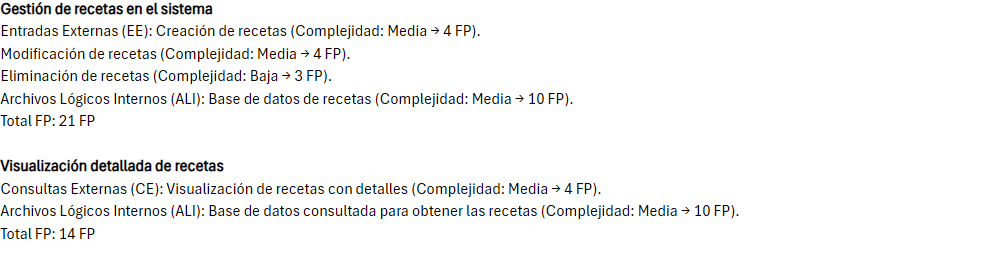 Gestión de recetas en el sistema
Entradas Externas (EE): Creación de recetas (Complejidad: Media → 4 FP).
Modificación de recetas (Complejidad: Media → 4 FP).
Eliminación de recetas (Complejidad: Baja → 3 FP).
Archivos Lógicos Internos (ALI): Base de datos de recetas (Complejidad: Media → 10 FP).
Total FP: 21 FP
Visualización detallada de recetas
Consultas Externas (CE): Visualización de recetas con detalles (Complejidad: Media → 4 FP).
Archivos Lógicos Internos (ALI): Base de datos consultada para obtener las recetas (Complejidad: Media → 10 FP).
Total FP: 14 FP